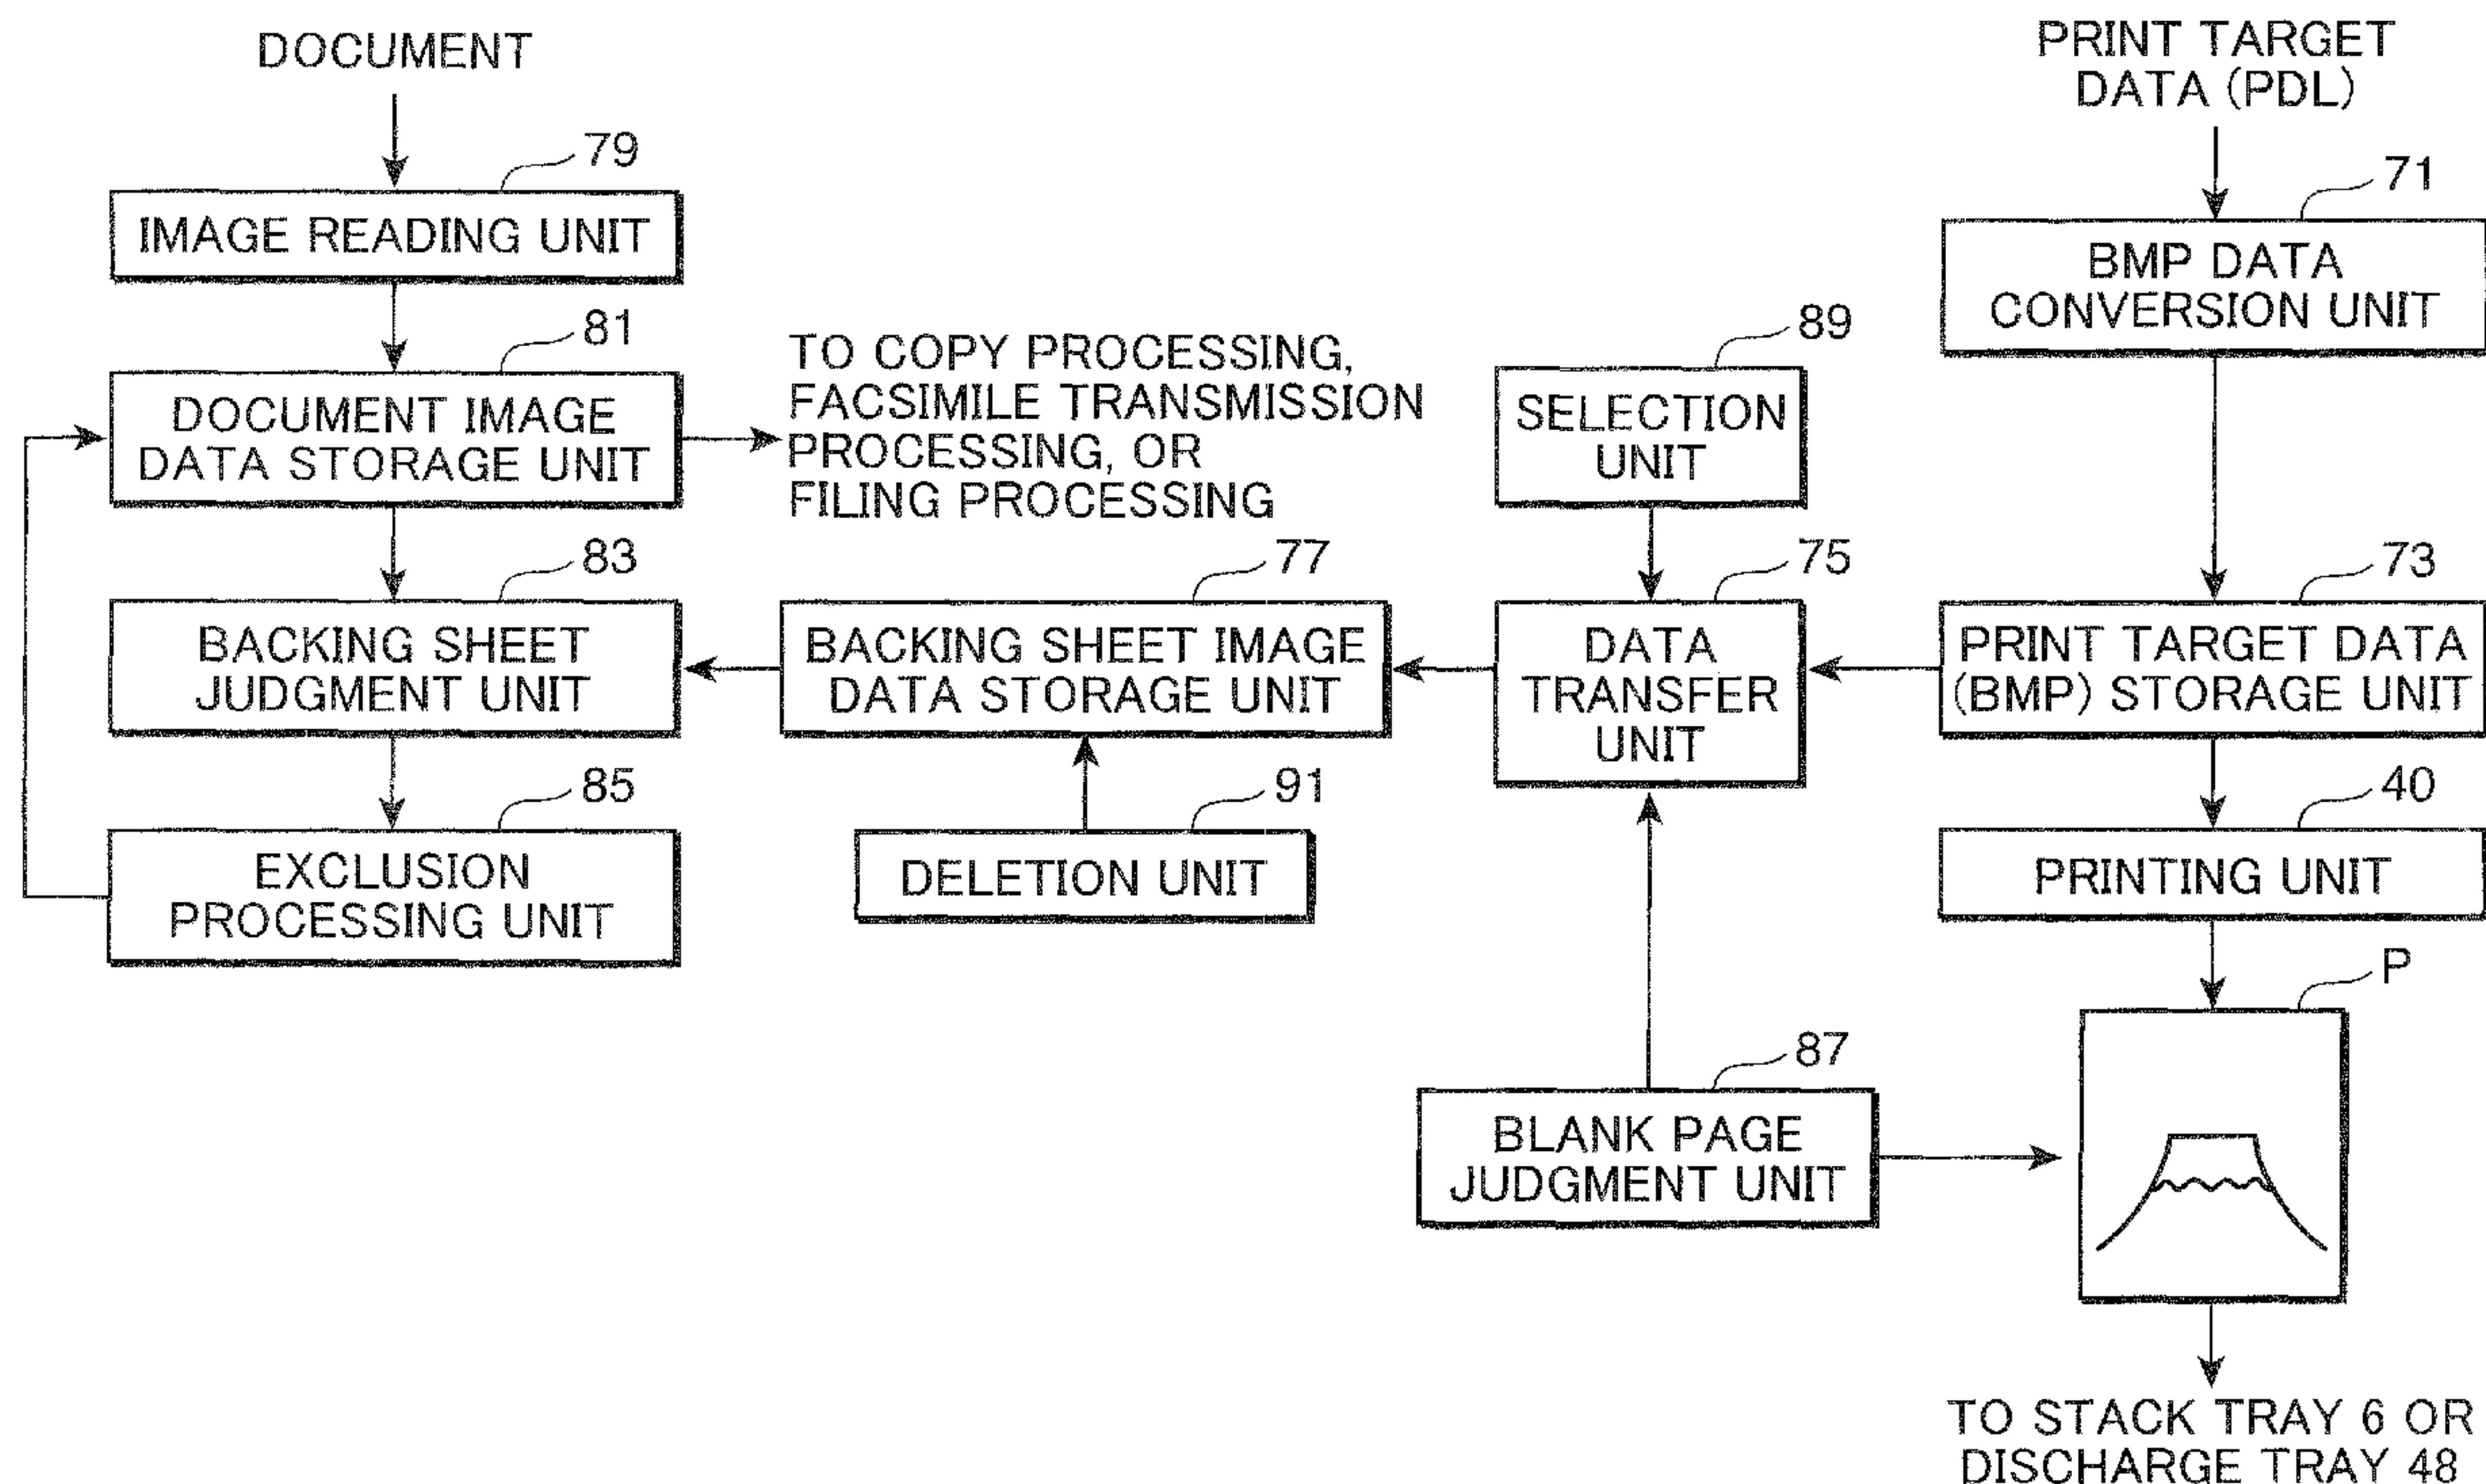 DOCUMENT
79
IMAGE READING UNIT
81
DOCUMENT IMAGE
DATA STORAGE UNIT
TO COPY PROCESSING,
FACSIMILE TRANSMISSION
PROCESSING, OR
FILING PROCESSING
83
BACKING SHEET
JUDGMENT UNIT
85
EXCLUSION
PROCESSING UNIT
77
BACKING SHEET IMAGE
DATA STORAGE UNIT
91
DELETION UNIT
89
SELECTION
UNIT
75
DATA
TRANSFER
UNIT
87
BLANK PAGE
JUDGMENT UNIT
PRINT TARGET
DATA (PDL)
71
BMP DATA
CONVERSION UNIT
73
PRINT TARGET DATA
(BMP) STORAGE UNIT
40
PRINTING UNIT
P
TO STACK TRAY 6 OR
DISCHARGE TRAY 48